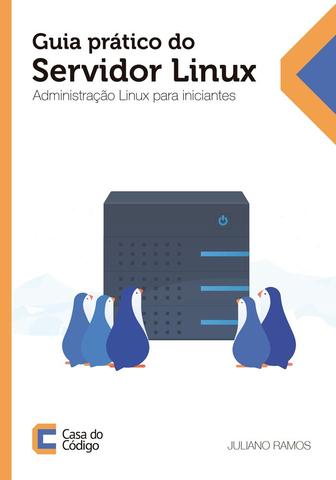 Guia prático do
Servidor Linux
Administração Linux para iniciantes
Casa do
Código
JULIANO RAMOS